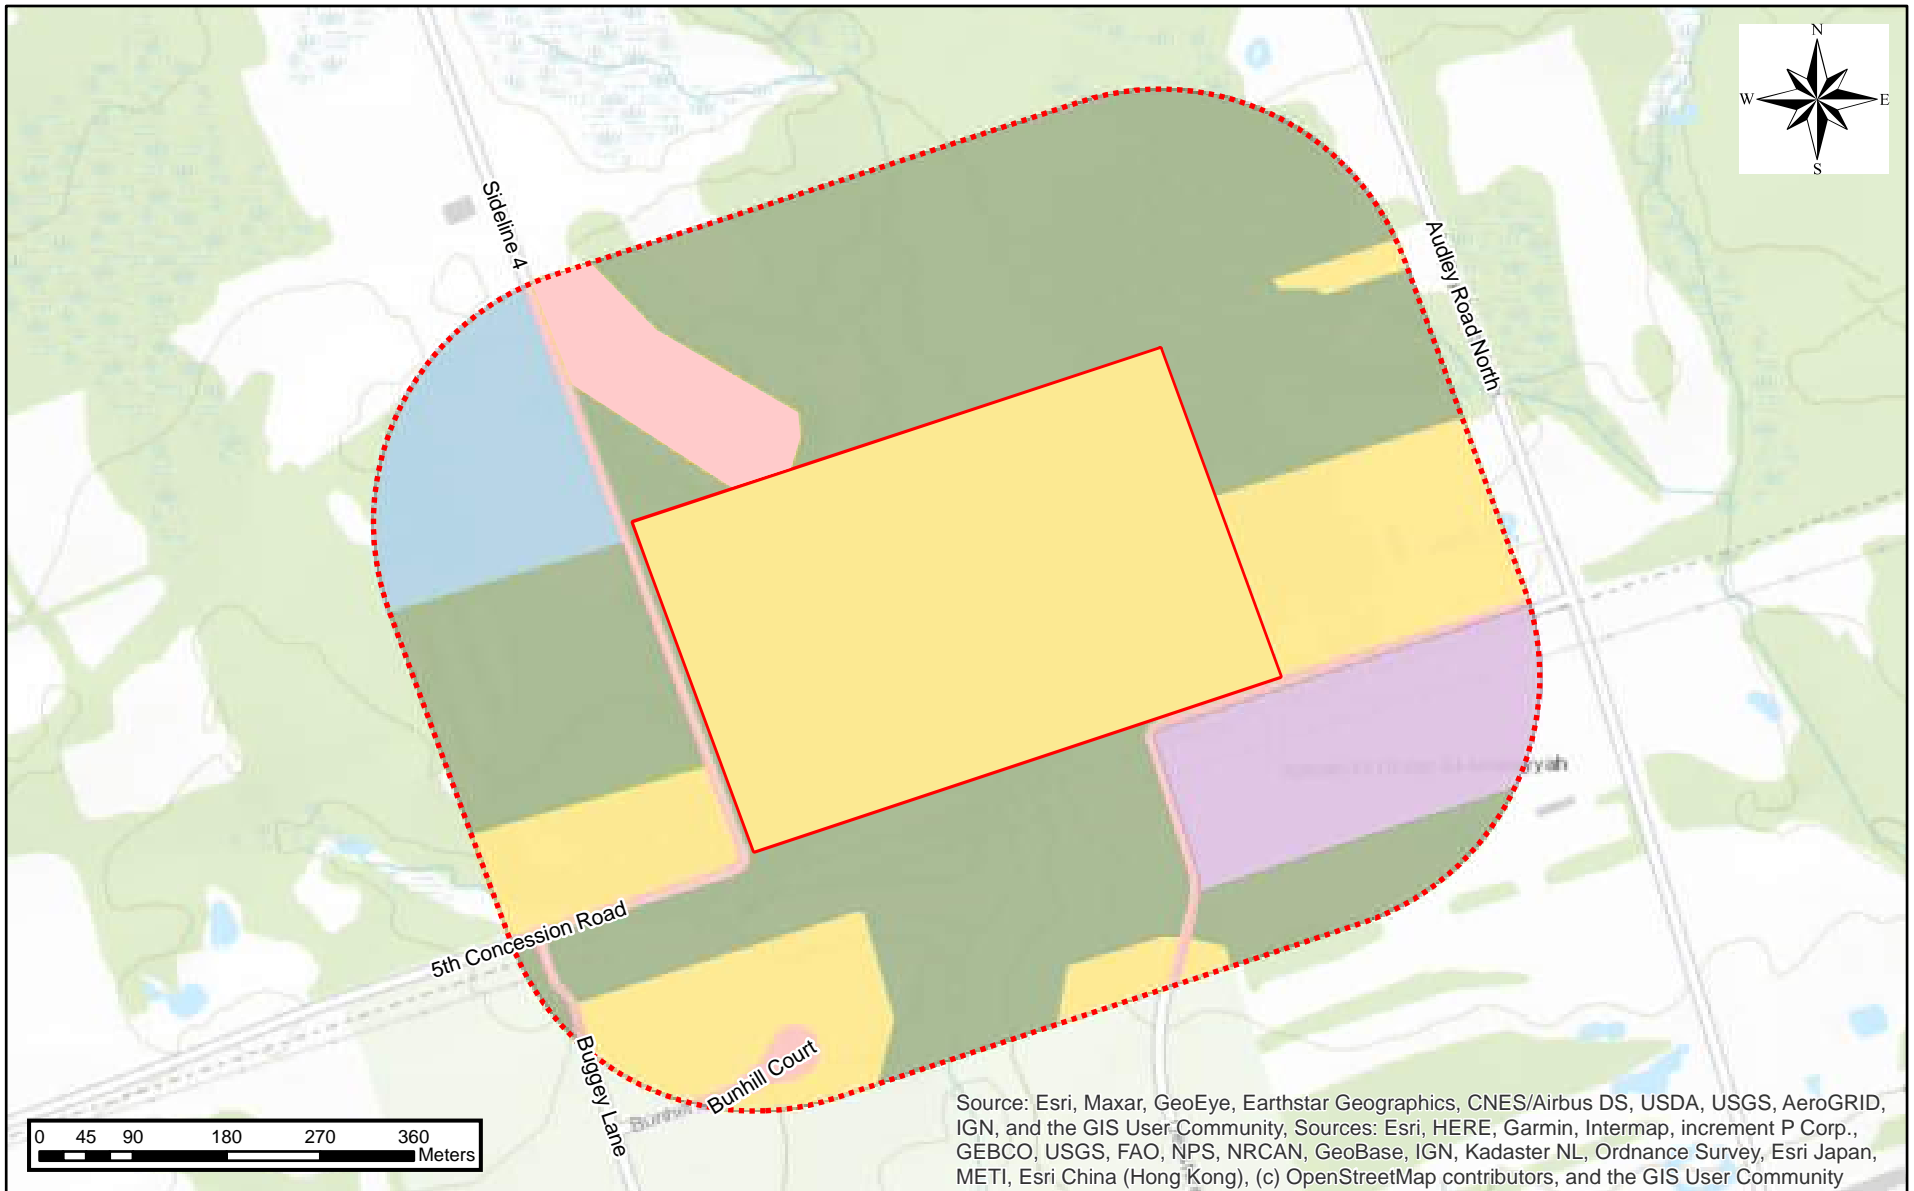 N
W
E
S
Sideline 4
Audley Road North
yah
5th Concession Road
Buggey Lane
Bunhill Court
0 45 90 180 270 360
Meters
Source: Esri, Maxar, GeoEye, Earthstar Geographics, CNES/Airbus DS, USDA, USGS, AeroGRID,
IGN, and the GIS User Community, Sources: Esri, HERE, Garmin, Intermap, increment P Corp.,
GEBCO, USGS, FAO, NPS, NRCAN, GeoBase, IGN, Kadaster NL, Ordnance Survey, Esri Japan,
METI, Esri China (Hong Kong), (c) OpenStreetMap contributors, and the GIS User Community